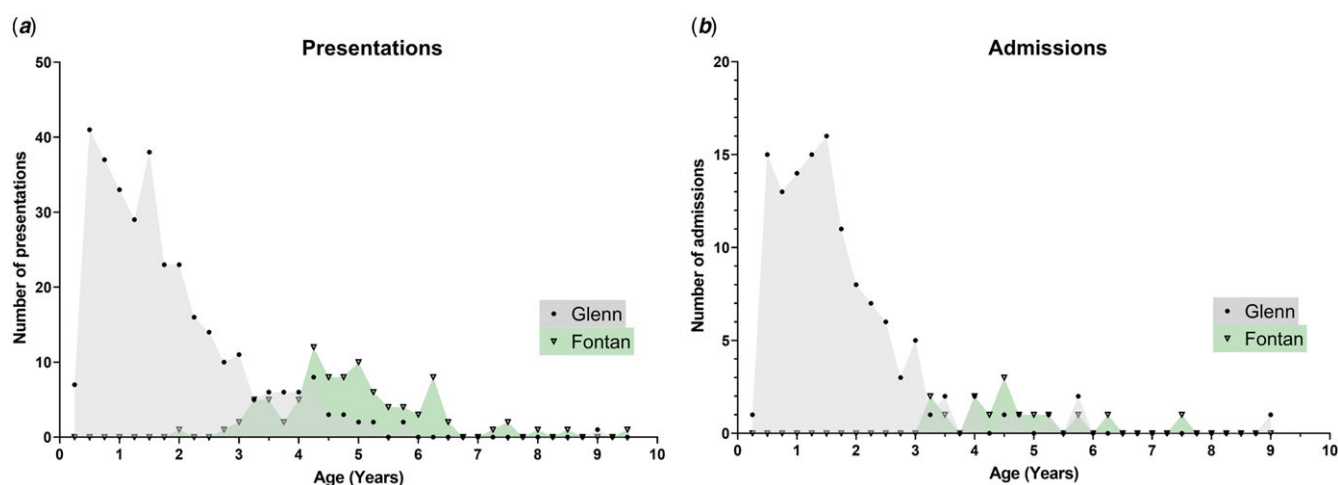 (a)
Presentations
50
40
30
20
10
0
Number of presentations
0 1 2 3 4 5 6 7 8 9 10
Age (Years)
Glenn
Fontan
(b)
Admissions
20
15
10
5
0
Number of admissions
0 1 2 3 4 5 6 7 8 9 10
Age (Years)
Glenn
Fontan